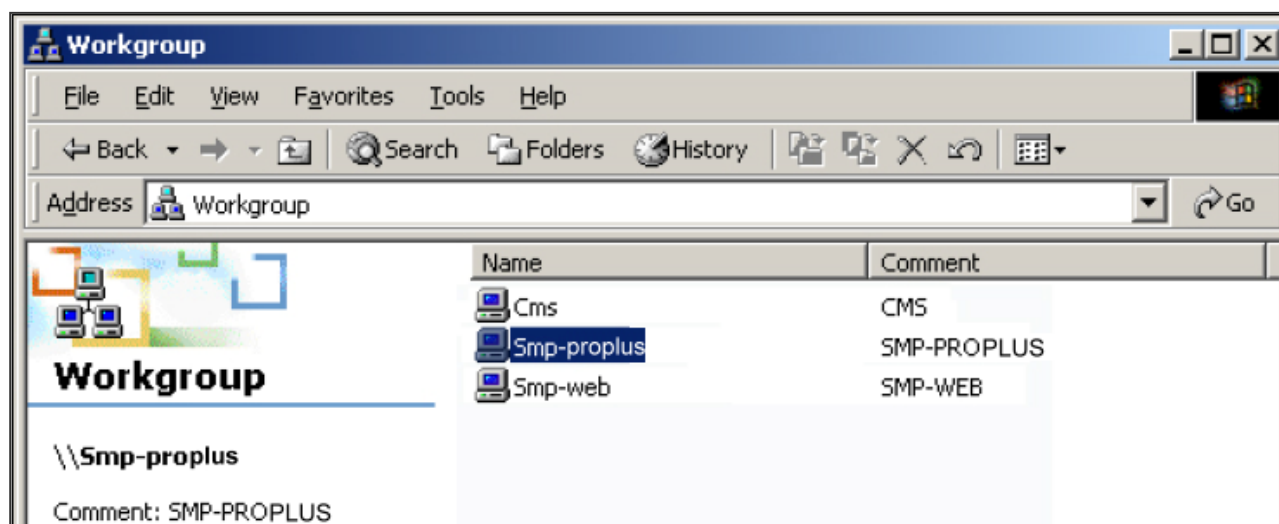 Workgroup
File Edit View Favorites Tools Help
Back Search Folders History
Address Workgroup Go
Name Comment
Cms CMS
Smp-proplus SMP-PROPLUS
Workgroup Smp-web SMP-WEB
\\Smp-proplus
Comment: SMP-PROPLUS